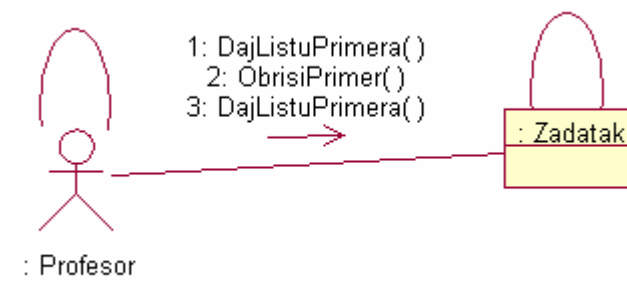 1: DajListuPrimera( )
2: ObrisiPrimer( )
3: DajListuPrimera( )
: Zadatak
: Profesor